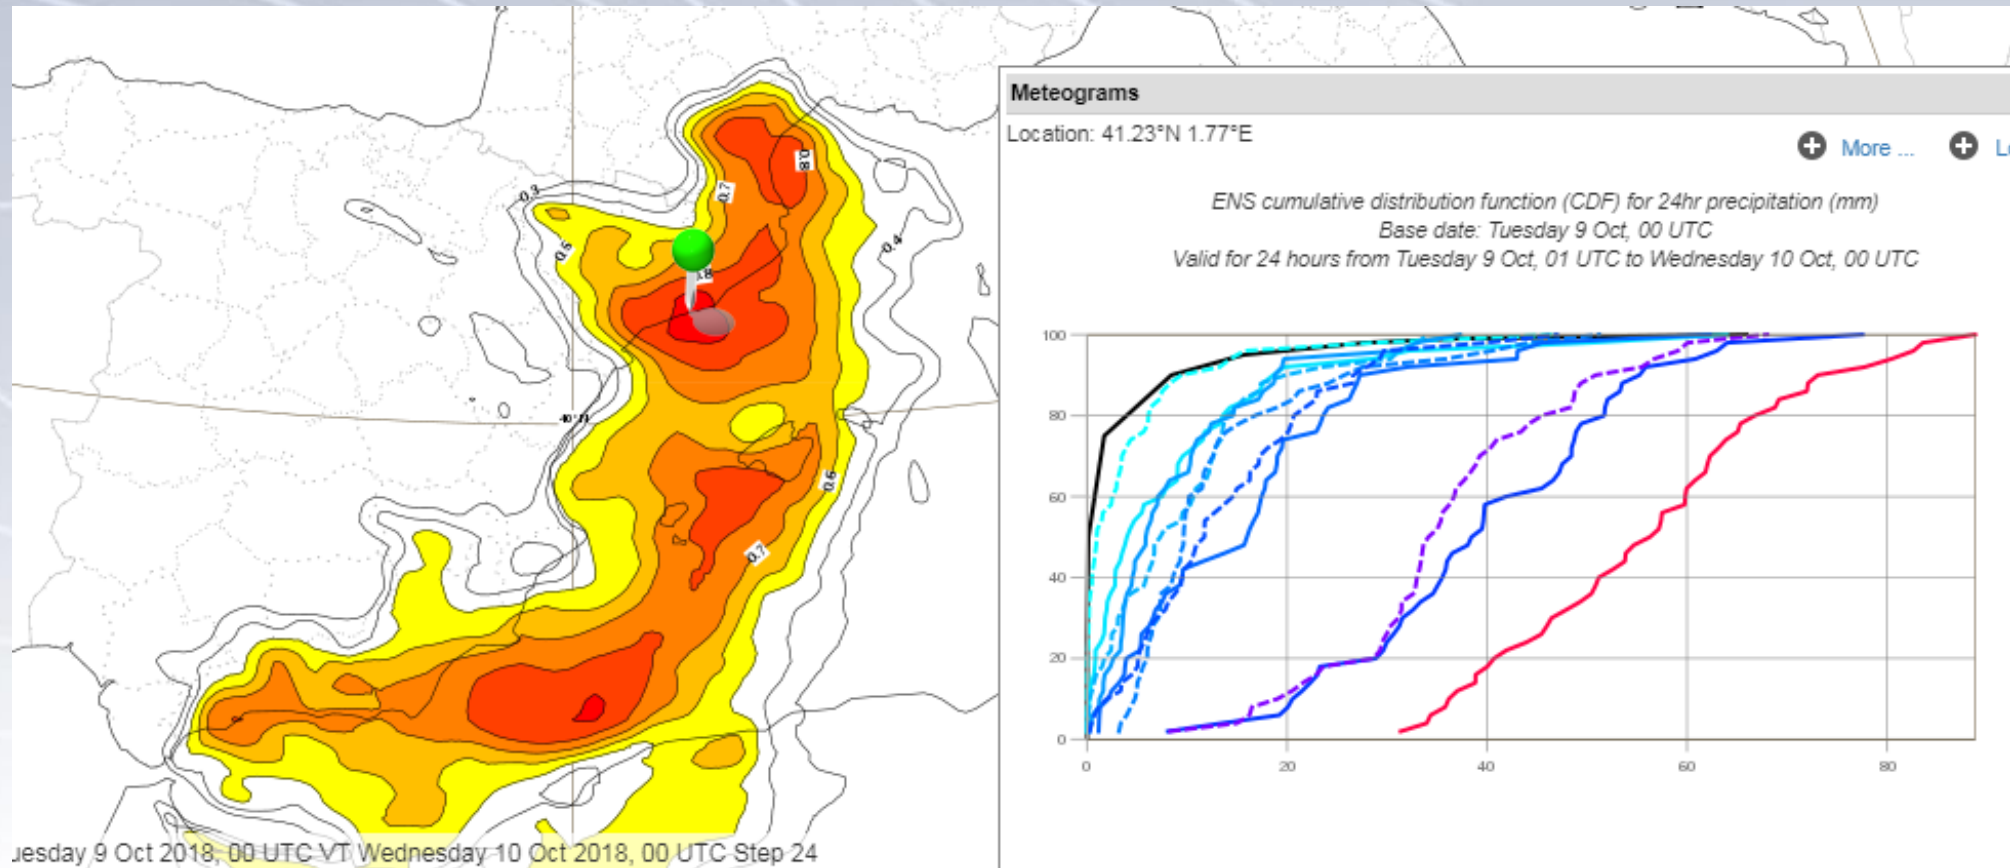 0.3
0.5
0.7
0.8
0.4
40°N
0.6
0.7
uesday 9 Oct 2018, 00 UTC VT Wednesday 10 Oct 2018, 00 UTC Step 24
Meteograms
Location: 41.23°N 1.77°E
More ...
ENS cumulative distribution function (CDF) for 24hr precipitation (mm)
Base date: Tuesday 9 Oct, 00 UTC
Valid for 24 hours from Tuesday 9 Oct, 01 UTC to Wednesday 10 Oct, 00 UTC
100
80
60
40
20
0
0 20 40 60 80